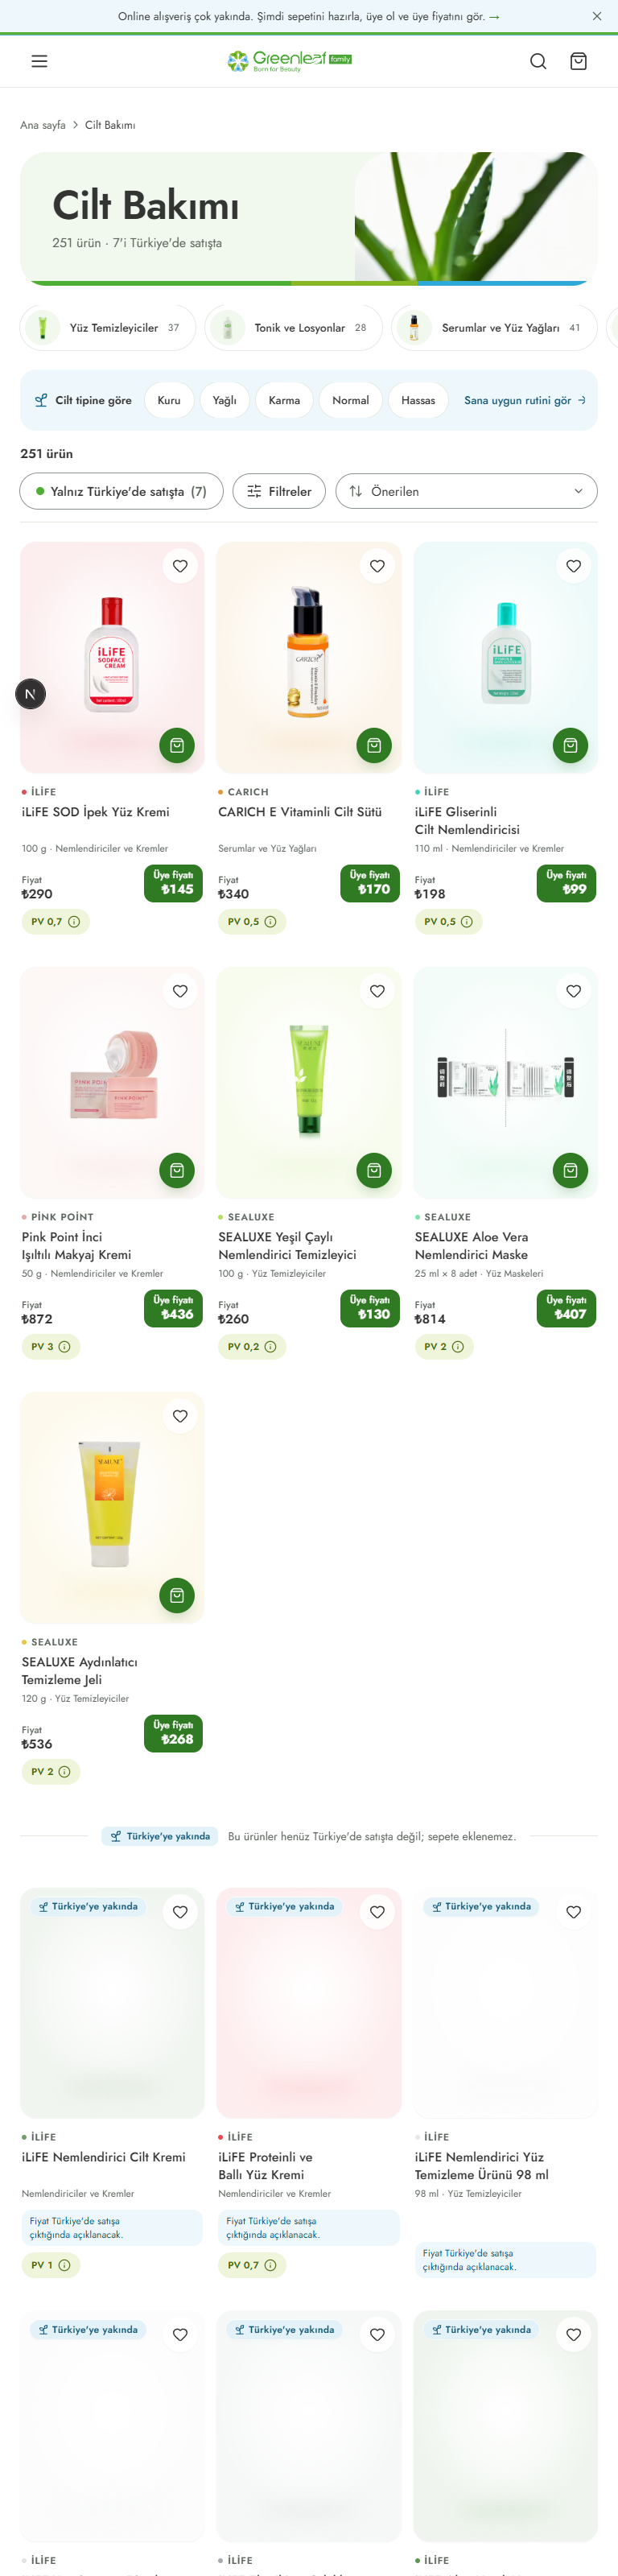 Online alışveriş çok yakında. Şimdi sepetini hazırla, üye ol ve üye fiyatını gör. →
Greenleaf family
Born for Beauty
Ana sayfa > Cilt Bakımı
Cilt Bakımı
251 ürün · 7'i Türkiye'de satışta
Yüz Temizleyiciler 37
Tonik ve Losyonlar 28
Serumlar ve Yüz Yağları 41
Cilt tipine göre
Kuru
Yağlı
Karma
Normal
Hassas
Sana uygun rutini gör →
251 ürün
Yalnız Türkiye'de satışta (7)
Filtreler
Önerilen
iLiFE
SODFACE
CREAM
CARICH
iLiFE
N
İLİFE
iLiFE SOD İpek Yüz Kremi
100 g · Nemlendiriciler ve Kremler
Fiyat
₺290
Üye fiyatı
₺145
PV 0,7
CARICH
CARICH E Vitaminli Cilt Sütü
Serumlar ve Yüz Yağları
Fiyat
₺340
Üye fiyatı
₺170
PV 0,5
İLİFE
iLiFE Gliserinli
Cilt Nemlendiricisi
110 ml · Nemlendiriciler ve Kremler
Fiyat
₺198
Üye fiyatı
₺99
PV 0,5
PINK POINT
SEALUXE
PİNK POİNT
Pink Point İnci
Işıltılı Makyaj Kremi
50 g · Nemlendiriciler ve Kremler
Fiyat
₺872
Üye fiyatı
₺436
PV 3
SEALUXE
SEALUXE Yeşil Çaylı
Nemlendirici Temizleyici
100 g · Yüz Temizleyiciler
Fiyat
₺260
Üye fiyatı
₺130
PV 0,2
SEALUXE
SEALUXE Aloe Vera
Nemlendirici Maske
25 ml × 8 adet · Yüz Maskeleri
Fiyat
₺814
Üye fiyatı
₺407
PV 2
SEALUXE
SEALUXE
SEALUXE Aydınlatıcı
Temizleme Jeli
120 g · Yüz Temizleyiciler
Fiyat
₺536
Üye fiyatı
₺268
PV 2
Türkiye'ye yakında
Bu ürünler henüz Türkiye'de satışta değil; sepete eklenemez.
Türkiye'ye yakında
Türkiye'ye yakında
Türkiye'ye yakında
İLİFE
iLiFE Nemlendirici Cilt Kremi
Nemlendiriciler ve Kremler
Fiyat Türkiye'de satışa
çıktığında açıklanacak.
PV 1
İLİFE
iLiFE Proteinli ve
Ballı Yüz Kremi
Nemlendiriciler ve Kremler
Fiyat Türkiye'de satışa
çıktığında açıklanacak.
PV 0,7
İLİFE
iLiFE Nemlendirici Yüz
Temizleme Ürünü 98 ml
98 ml · Yüz Temizleyiciler
Fiyat Türkiye'de satışa
çıktığında açıklanacak.
Türkiye'ye yakında
Türkiye'ye yakında
Türkiye'ye yakında
İLİFE
İLİFE
İLİFE